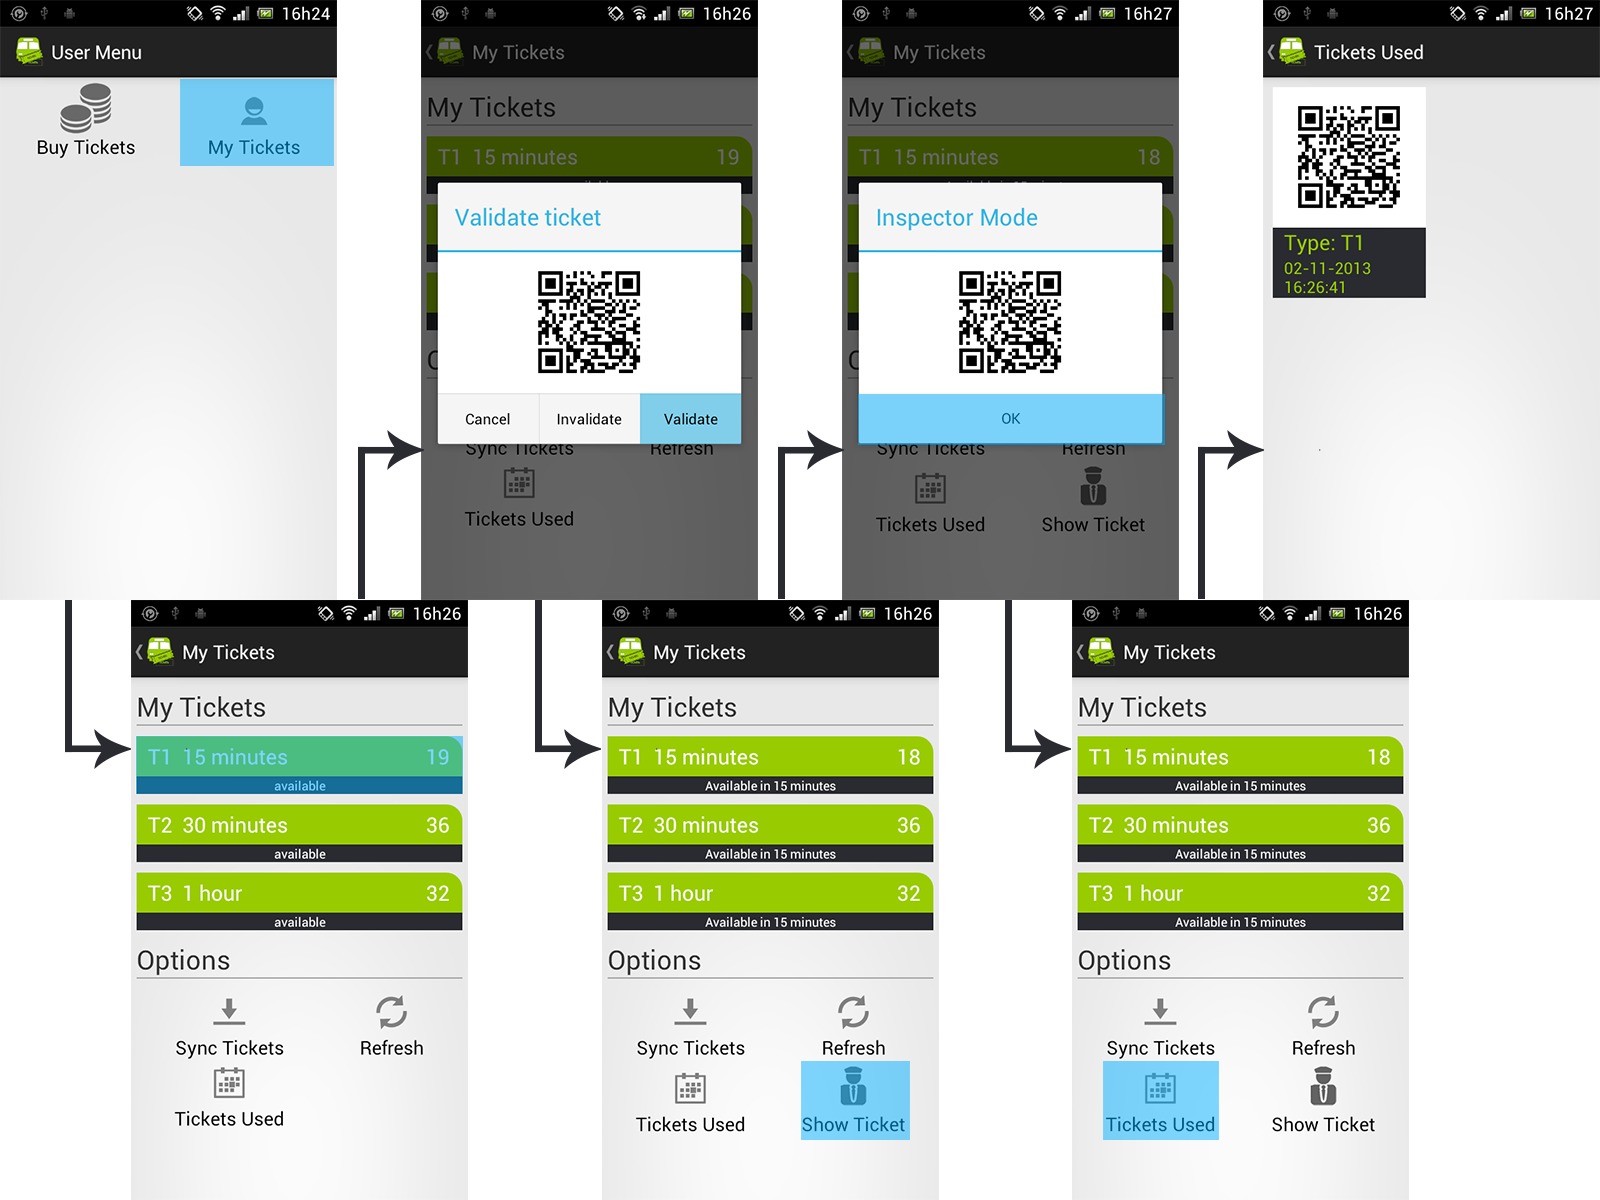 16h24
User Menu
Buy Tickets
My Tickets
16h26
My Tickets
My Tickets
T1 15 minutes 19
Validate ticket
Cancel Invalidate Validate
Sync Tickets Refresh
Tickets Used
16h27
My Tickets
My Tickets
T1 15 minutes 18
Inspector Mode
OK
Sync Tickets Refresh
Tickets Used Show Ticket
16h27
Tickets Used
Type: T1
02-11-2013
16:26:41
16h26
My Tickets
My Tickets
T1 15 minutes 19
available
T2 30 minutes 36
available
T3 1 hour 32
available
Options
Sync Tickets Refresh
Tickets Used
16h26
My Tickets
My Tickets
T1 15 minutes 18
Available in 15 minutes
T2 30 minutes 36
Available in 15 minutes
T3 1 hour 32
Available in 15 minutes
Options
Sync Tickets Refresh
Tickets Used Show Ticket
16h26
My Tickets
My Tickets
T1 15 minutes 18
Available in 15 minutes
T2 30 minutes 36
Available in 15 minutes
T3 1 hour 32
Available in 15 minutes
Options
Sync Tickets Refresh
Tickets Used Show Ticket